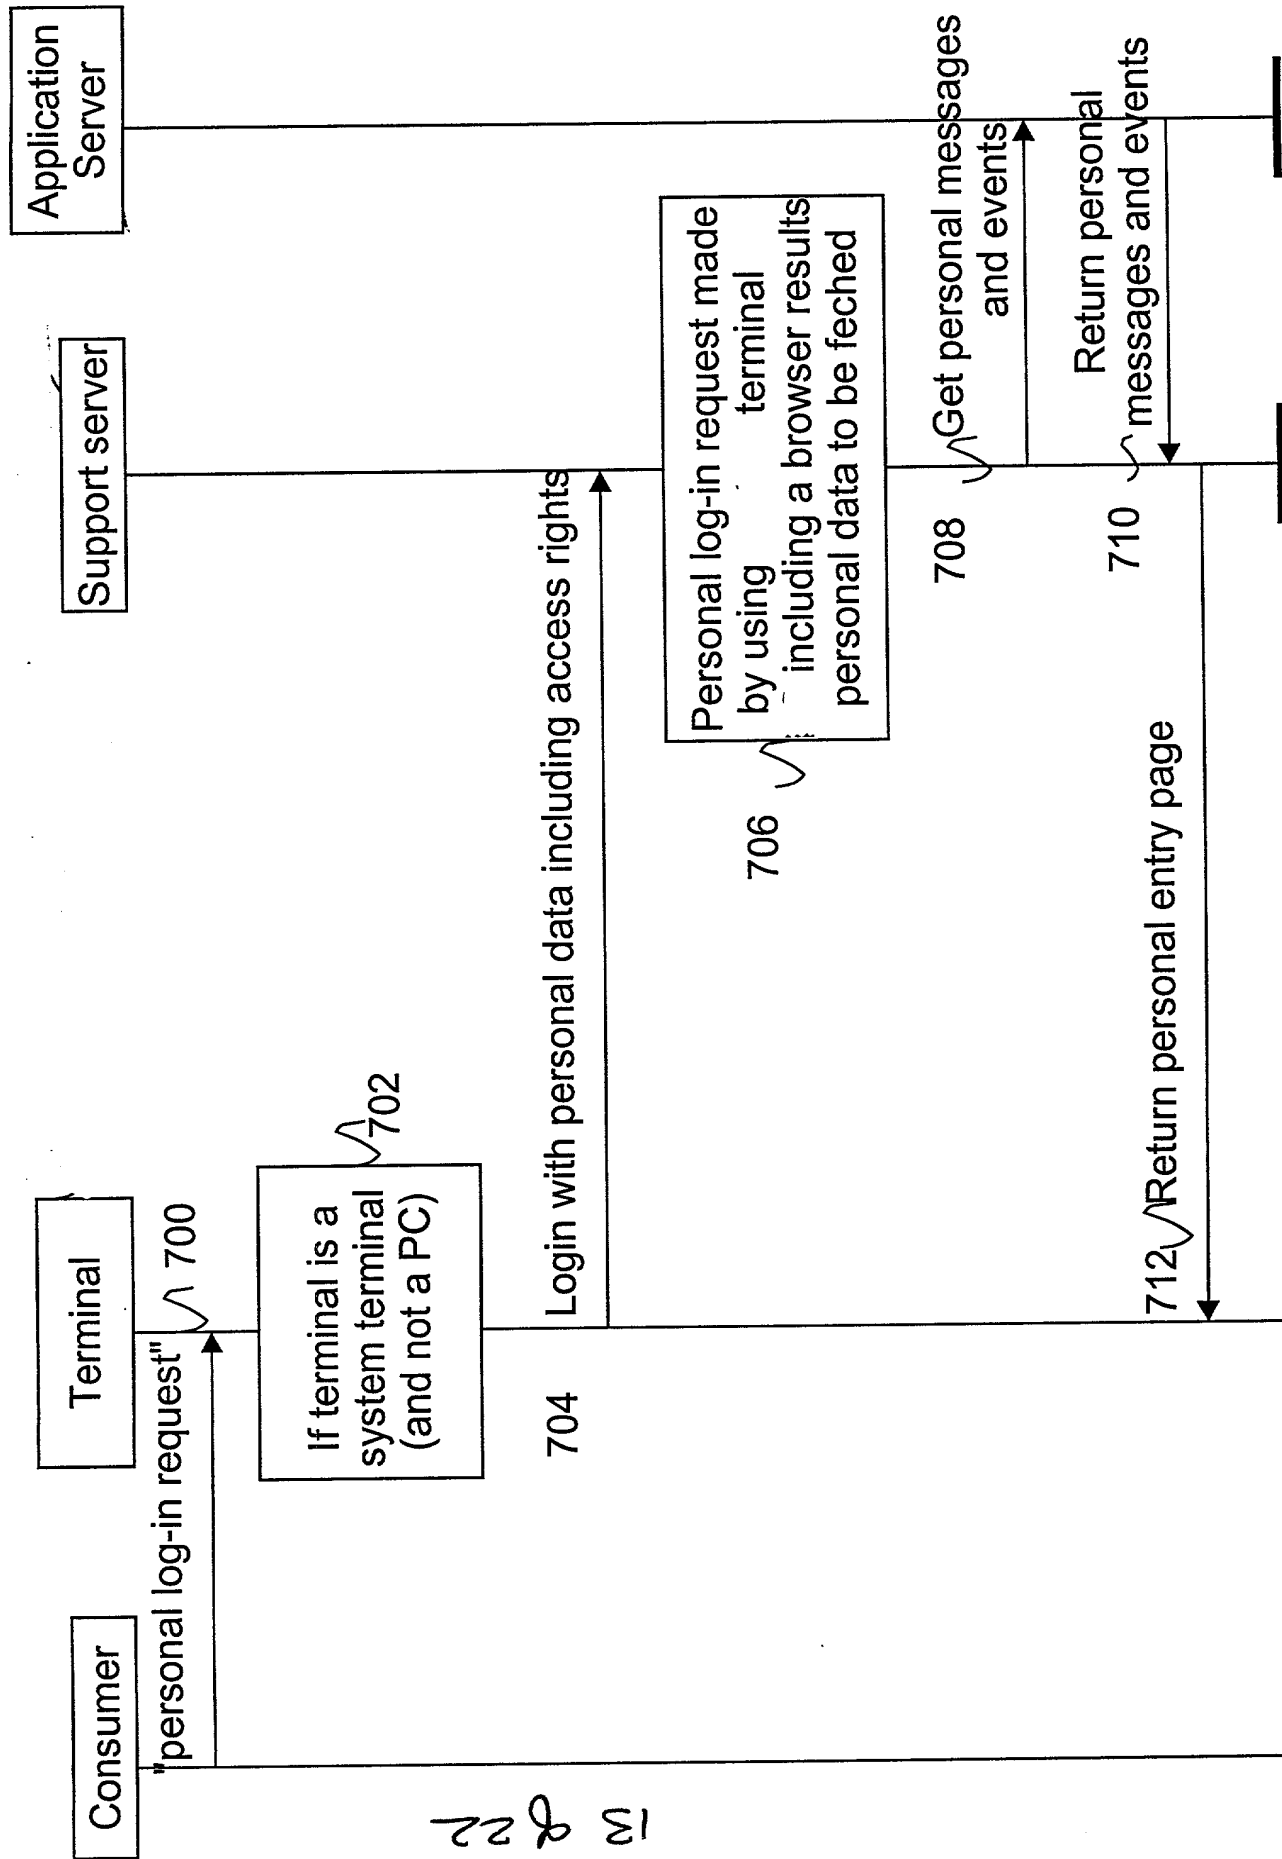 Consumer
Terminal
Support server
Application
Server
"personal log-in request"
700
If terminal is a
system terminal
(and not a PC)
702
Login with personal data including access rights
704
Personal log-in request made
by using terminal
including a browser results
personal data to be feched
706
Get personal messages
and events
708
Return personal
messages and events
710
712
Return personal entry page
13 & 22